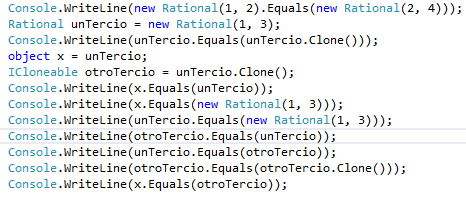 Console.WriteLine(new Rational(1, 2).Equals(new Rational(2, 4)));
Rational unTercio = new Rational(1, 3);
Console.WriteLine(unTercio.Equals(unTercio.Clone()));
object x = unTercio;
ICloneable otroTercio = unTercio.Clone();
Console.WriteLine(x.Equals(unTercio));
Console.WriteLine(x.Equals(new Rational(1, 3)));
Console.WriteLine(unTercio.Equals(new Rational(1, 3)));
Console.WriteLine(otroTercio.Equals(unTercio));
Console.WriteLine(unTercio.Equals(otroTercio));
Console.WriteLine(otroTercio.Equals(otroTercio.Clone()));
Console.WriteLine(x.Equals(otroTercio));